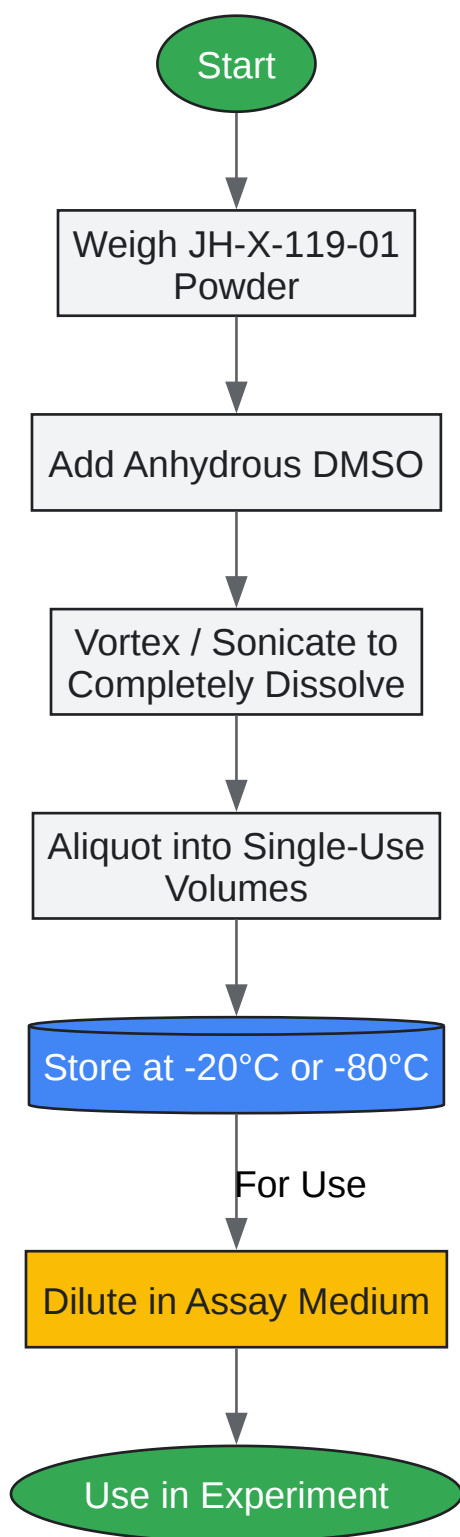 Start
Weigh JH-X-119-01
Powder
Add Anhydrous DMSO
Vortex / Sonicate to
Completely Dissolve
Aliquot into Single-Use
Volumes
Store at -20°C or -80°C
For Use
Dilute in Assay Medium
Use in Experiment